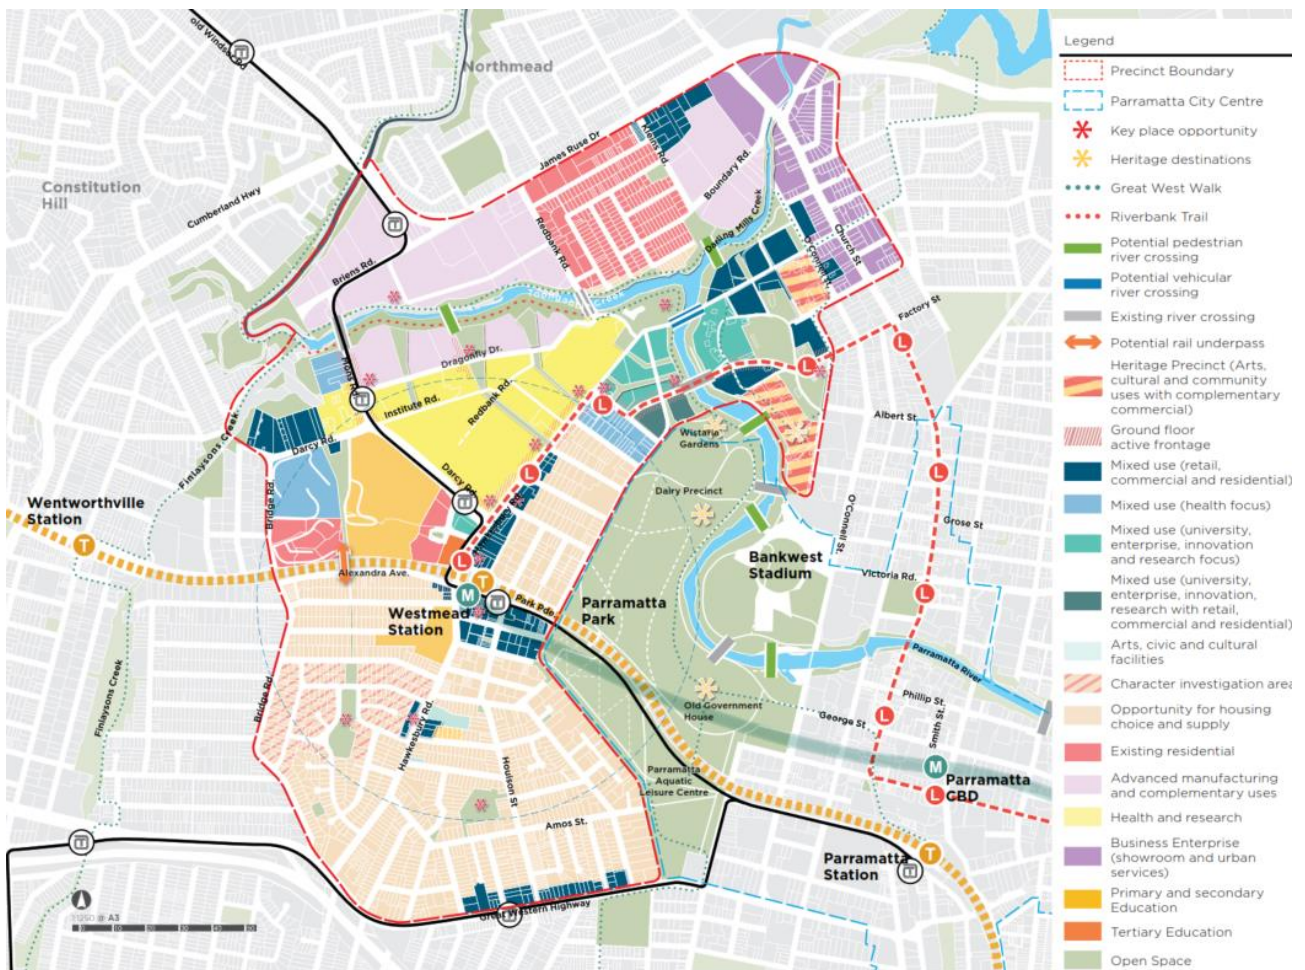 old Windsor Rd
Northmead
Constitution
Hill
Cumberland Hwy
James Ruse Dr
Kleins Rd.
Boundary Rd.
Redbank Rd.
Darling Mills Creek
Briens Rd.
Toongabbie Creek
O'Connell St.
Church St
Factory St
Dragonfly Dr.
Mons Rd.
Institute Rd.
Redbank Rd.
L
L
L
Albert St.
Finlaysons Creek
Darcy Rd.
Darcy Rd.
Wistaria
Gardens
L
L
Bridge Rd.
Dairy Precinct
O'Connell St.
Grose St
Wentworthville
Station
T
L
Alexandra Ave.
T
M
Westmead
Station
Park Pde
Parramatta
Park
Bankwest
Stadium
Victoria Rd.
L
Parramatta River
Finlaysons Creek
Bridge Rd.
Hawkesbury Rd.
Old Government
House
George St
Phillip St.
Smith St.
L
M
Parramatta
CBD
L
Houison St
Parramatta
Aquatic
Leisure Centre
Amos St.
Parramatta
Station
T
Great Western Highway
@ A3
Legend
Precinct Boundary
Parramatta City Centre
Key place opportunity
Heritage destinations
Great West Walk
Riverbank Trail
Potential pedestrian
river crossing
Potential vehicular
river crossing
Existing river crossing
Potential rail underpass
Heritage Precinct (Arts,
cultural and community
uses with complementary
commercial)
Ground floor
active frontage
Mixed use (retail,
commercial and residential)
Mixed use (health focus)
Mixed use (university,
enterprise, innovation
and research focus)
Mixed use (university,
enterprise, innovation,
research with retail,
commercial and residential)
Arts, civic and cultural
facilities
Character investigation area
Opportunity for housing
choice and supply
Existing residential
Advanced manufacturing
and complementary uses
Health and research
Business Enterprise
(showroom and urban
services)
Primary and secondary
Education
Tertiary Education
Open Space